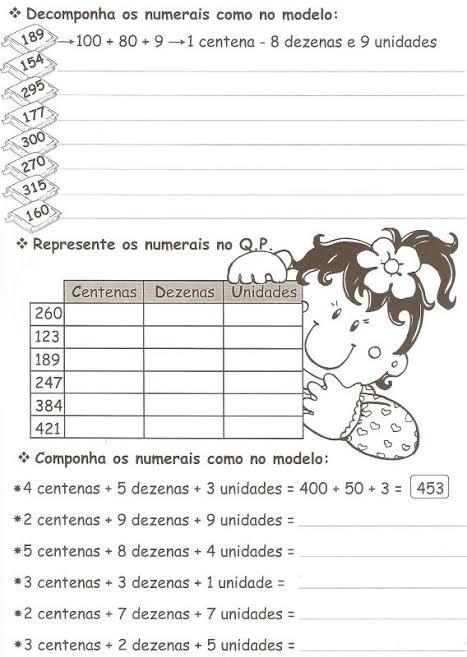 ❖ Decomponha os numerais como no modelo:
189 →100 + 80 + 9 →1 centena - 8 dezenas e 9 unidades
154
295
177
300
270
315
160
❖ Represente os numerais no Q.P.
Centenas Dezenas Unidades
260
123
189
247
384
421
❖ Componha os numerais como no modelo:
*4 centenas + 5 dezenas + 3 unidades = 400 + 50 + 3 = 453
*2 centenas + 9 dezenas + 9 unidades =
*5 centenas + 8 dezenas + 4 unidades =
*3 centenas + 3 dezenas + 1 unidade =
*2 centenas + 7 dezenas + 7 unidades =
*3 centenas + 2 dezenas + 5 unidades =